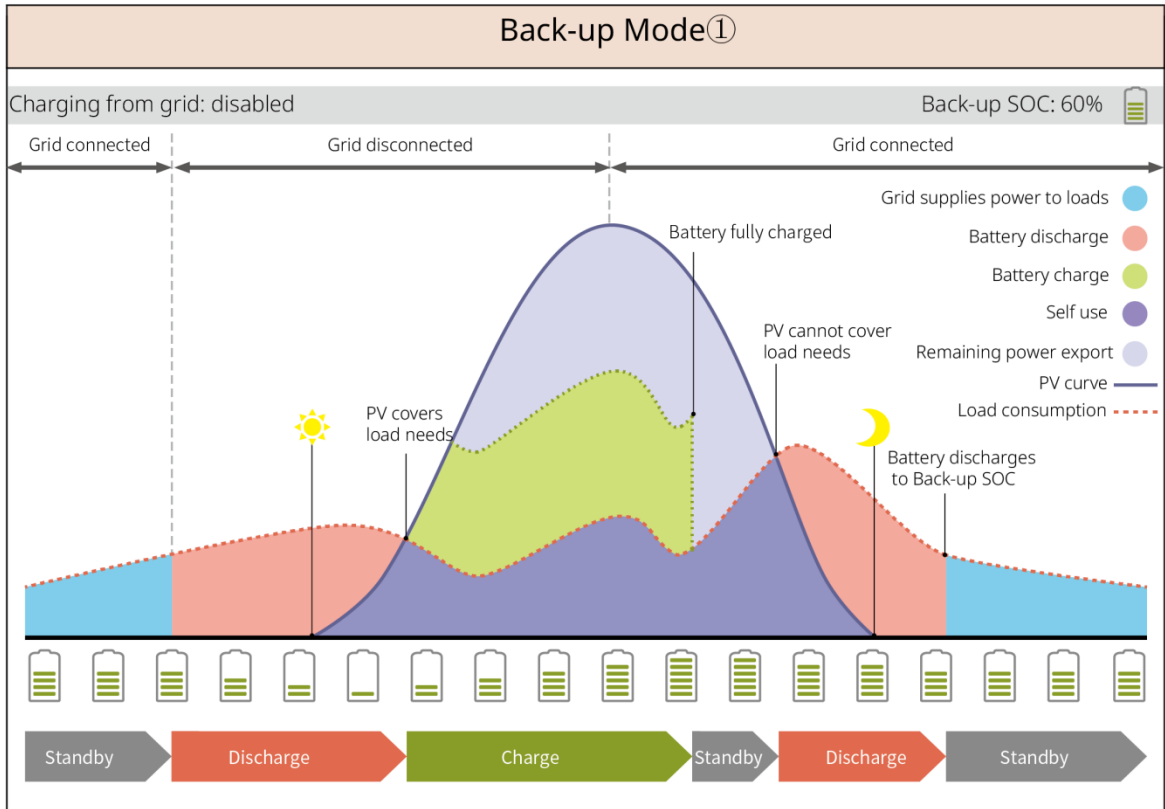 Back-up Mode①
Charging from grid: disabled
Back-up SOC: 60%
Grid connected
Grid disconnected
Grid connected
Grid supplies power to loads
Battery discharge
Battery charge
Self use
Remaining power export
PV curve
Load consumption
Battery fully charged
PV cannot cover
load needs
PV covers
load needs
Battery discharges
to Back-up SOC
Standby
Discharge
Charge
Standby
Discharge
Standby